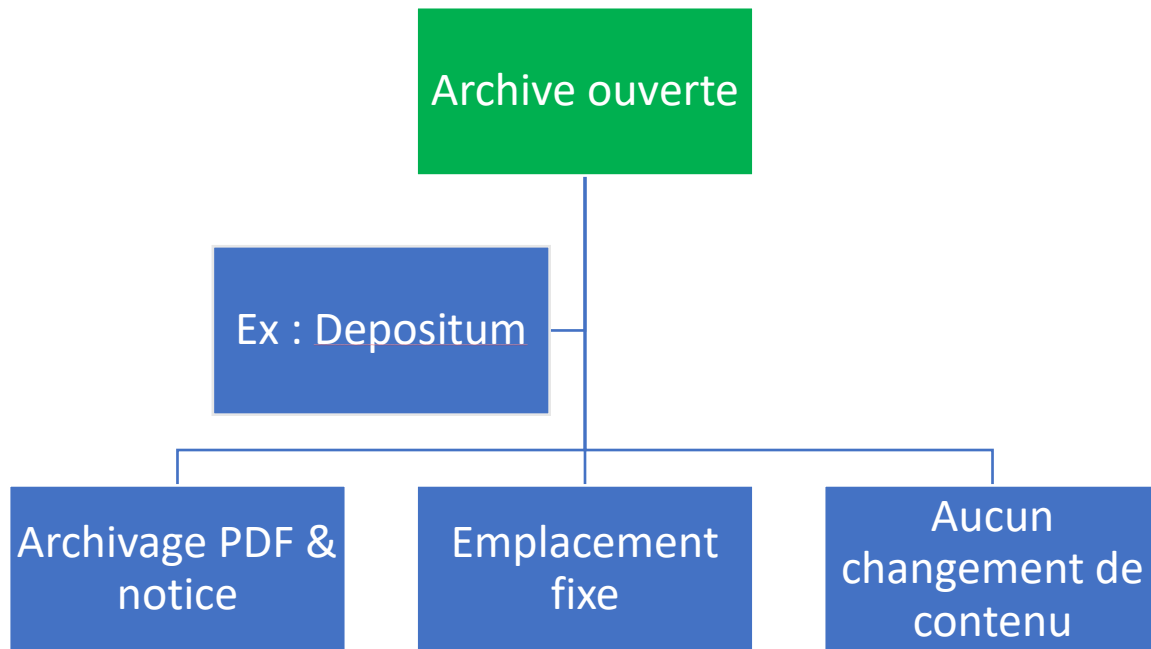 Archive ouverte
Ex : Depositum
Archivage PDF &
notice
Emplacement
fixe
Aucun
changement de
contenu